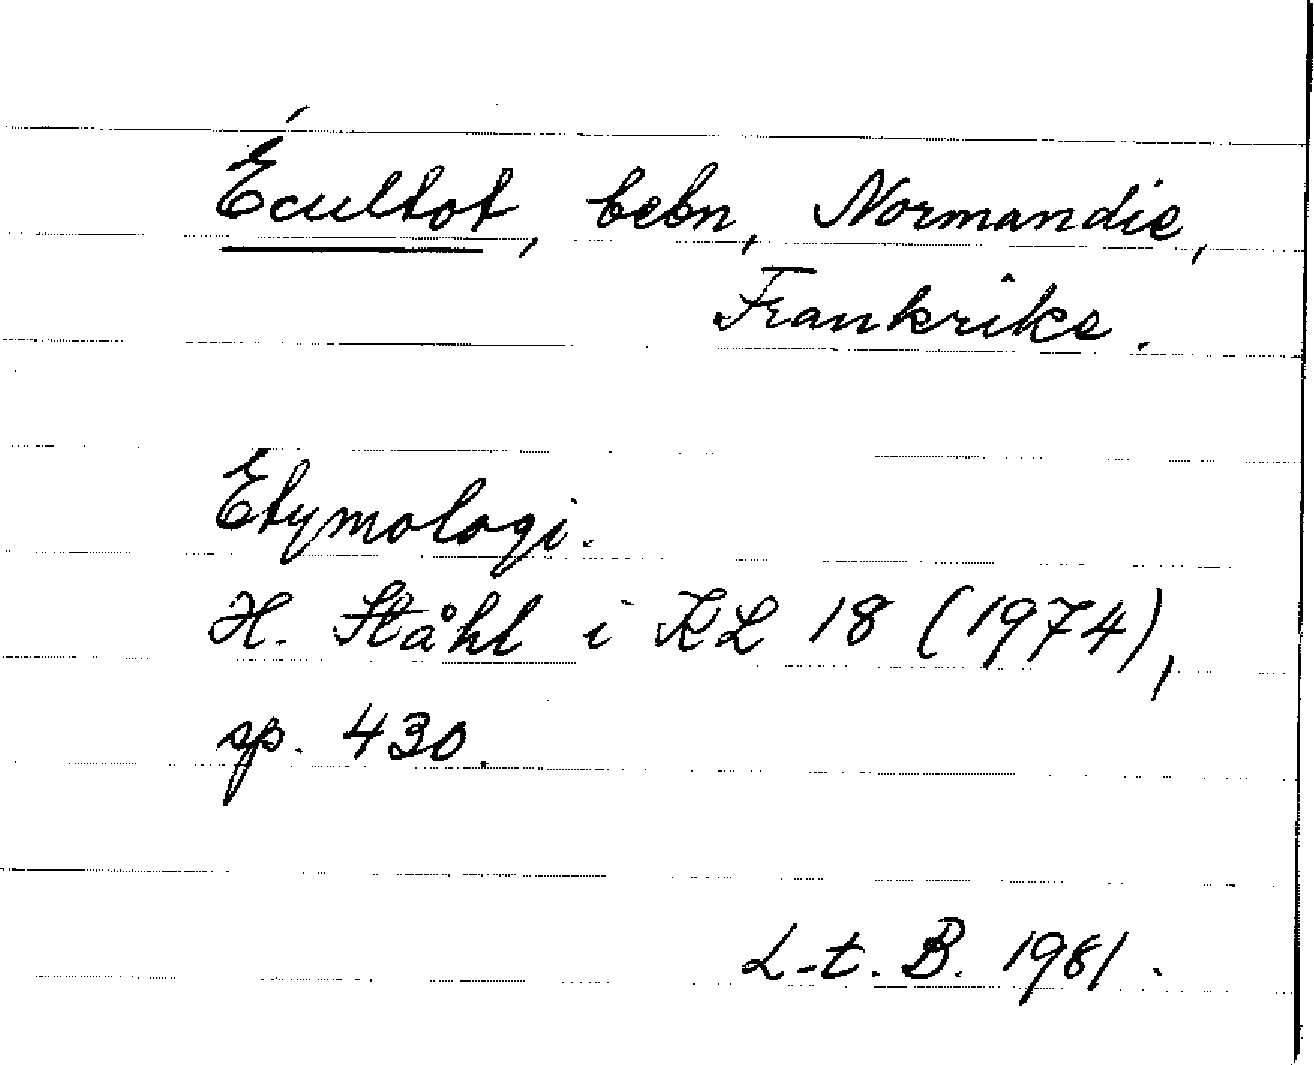 Écultot, bebn, Normandie,
Frankrike.
Etymologi.
H. Ståhl i KL 18 (1974),
sp. 430.
L-t. B. 1981.